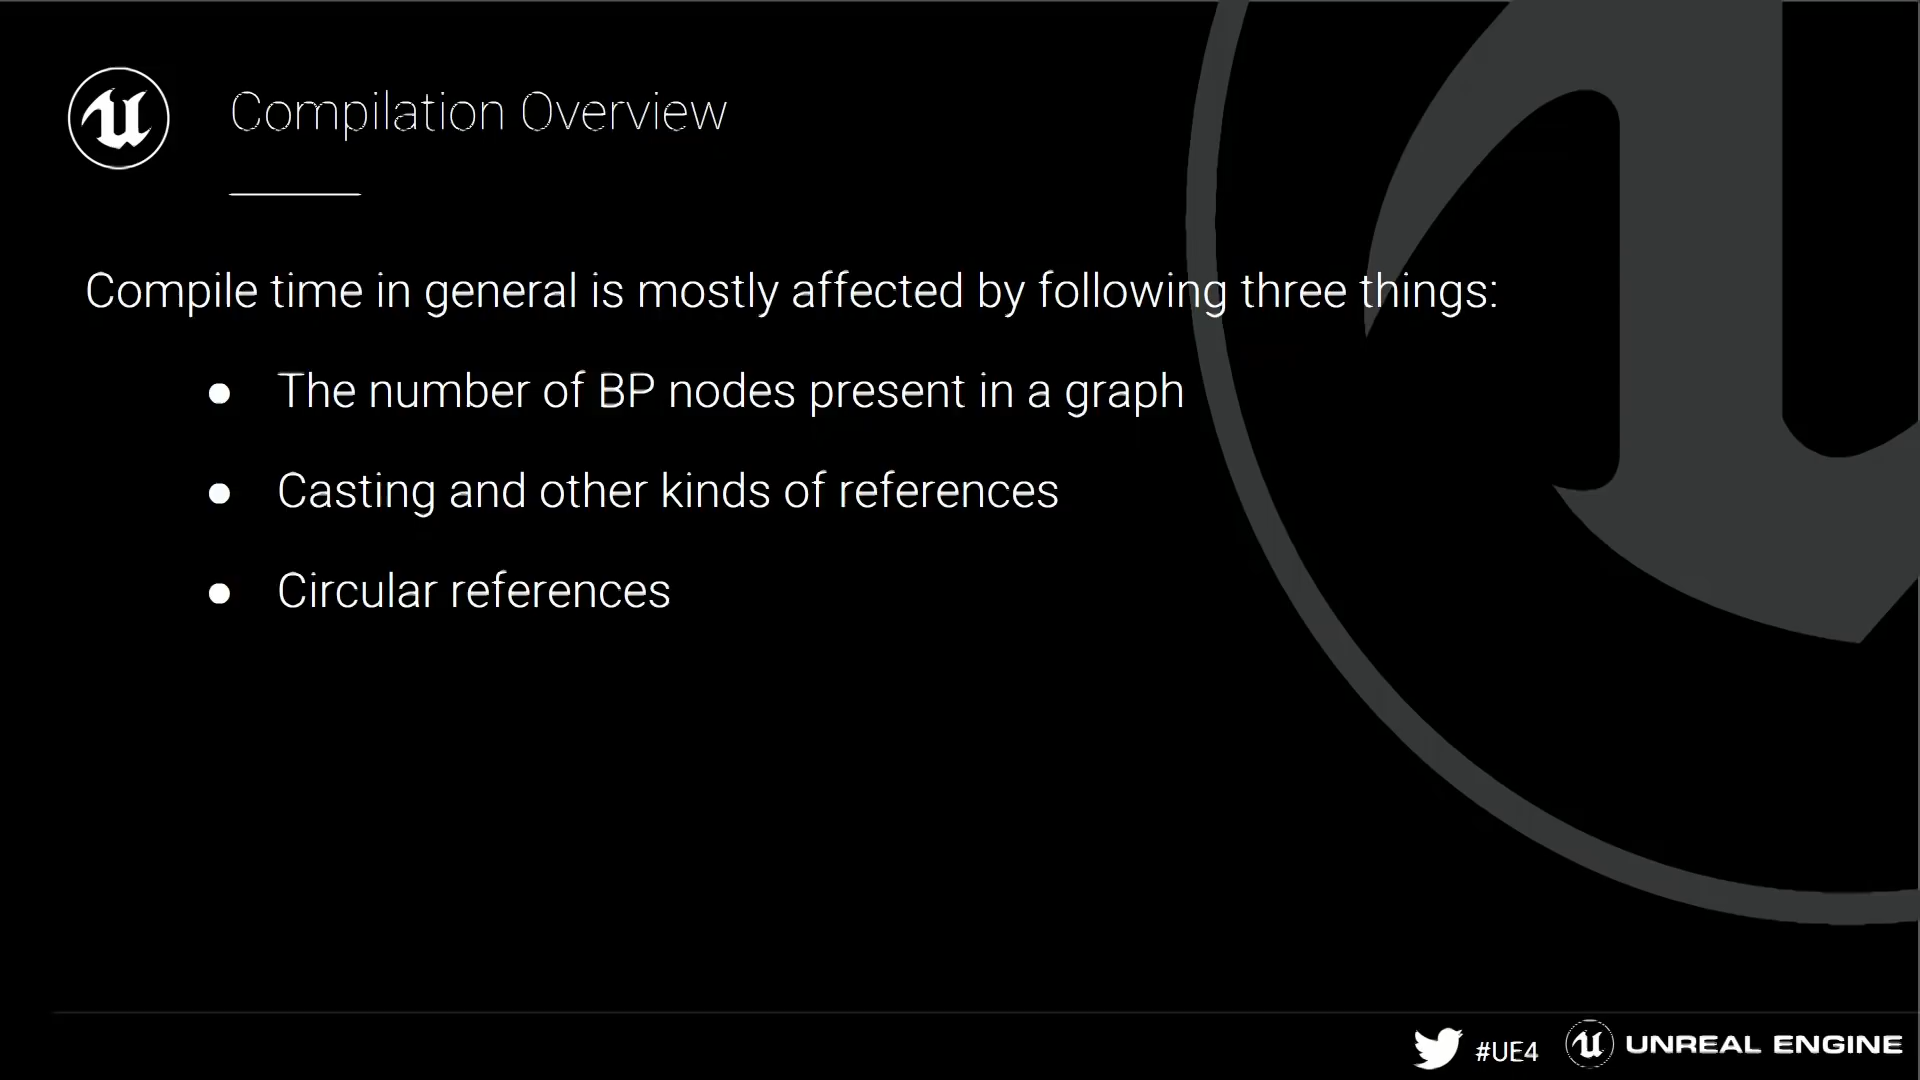 Compilation Overview
Compile time in general is mostly affected by following three things:
● The number of BP nodes present in a graph
● Casting and other kinds of references
● Circular references
#UE4 UNREAL ENGINE